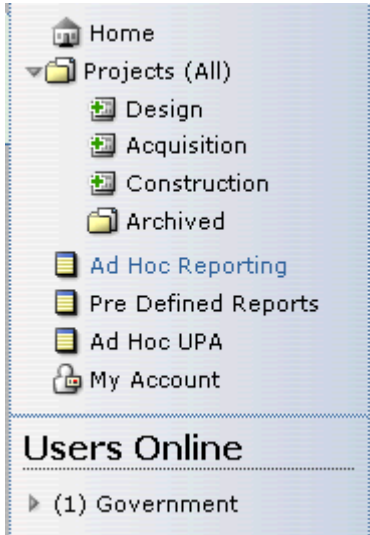 Home
Projects (All)
Design
Acquisition
Construction
Archived
Ad Hoc Reporting
Pre Defined Reports
Ad Hoc UPA
My Account
Users Online
(1) Government